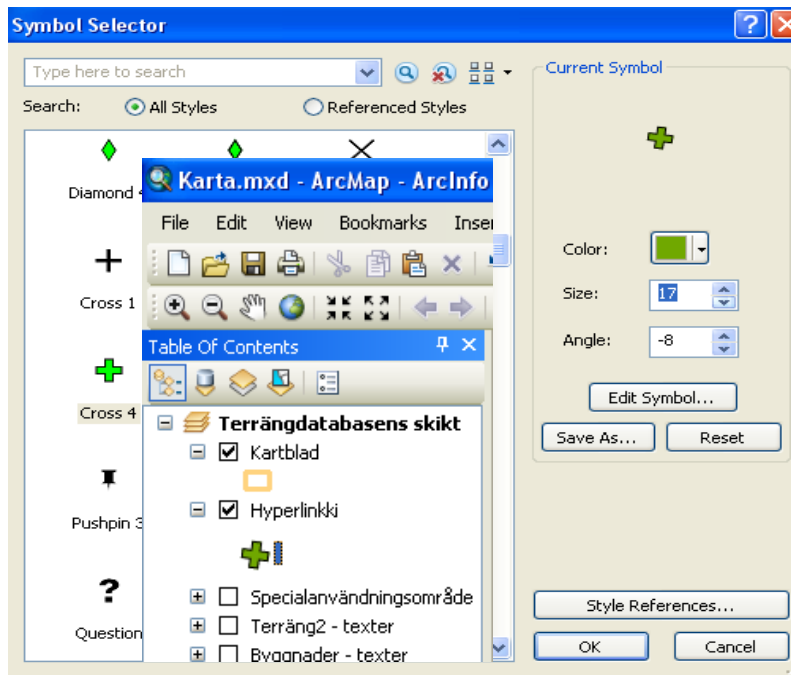 Symbol Selector
Type here to search
Search: All Styles Referenced Styles
Diamond 4
Cross 1
Cross 4
Pushpin 3
Question
Karta.mxd - ArcMap - ArcInfo
File Edit View Bookmarks Inser
Table Of Contents
Terrängdatabasens skikt
Kartblad
Hyperlinkki
Specialanvändningsområde
Terräng2 - texter
Byggnader - texter
Current Symbol
Color:
Size: 17
Angle: -8
Edit Symbol...
Save As... Reset
Style References...
OK Cancel